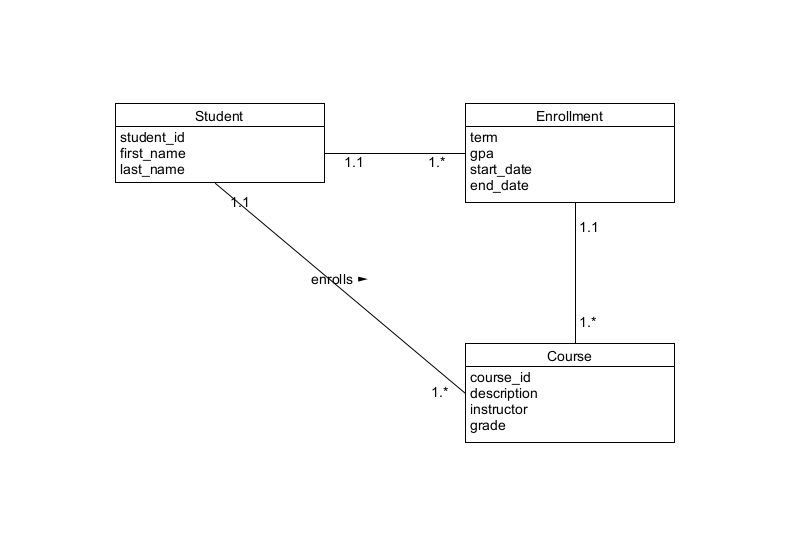 Student
student_id
first_name
last_name
Enrollment
term
gpa
start_date
end_date
1.1
1.*
1.1
enrolls ►
1.*
1.1
1.*
Course
course_id
description
instructor
grade